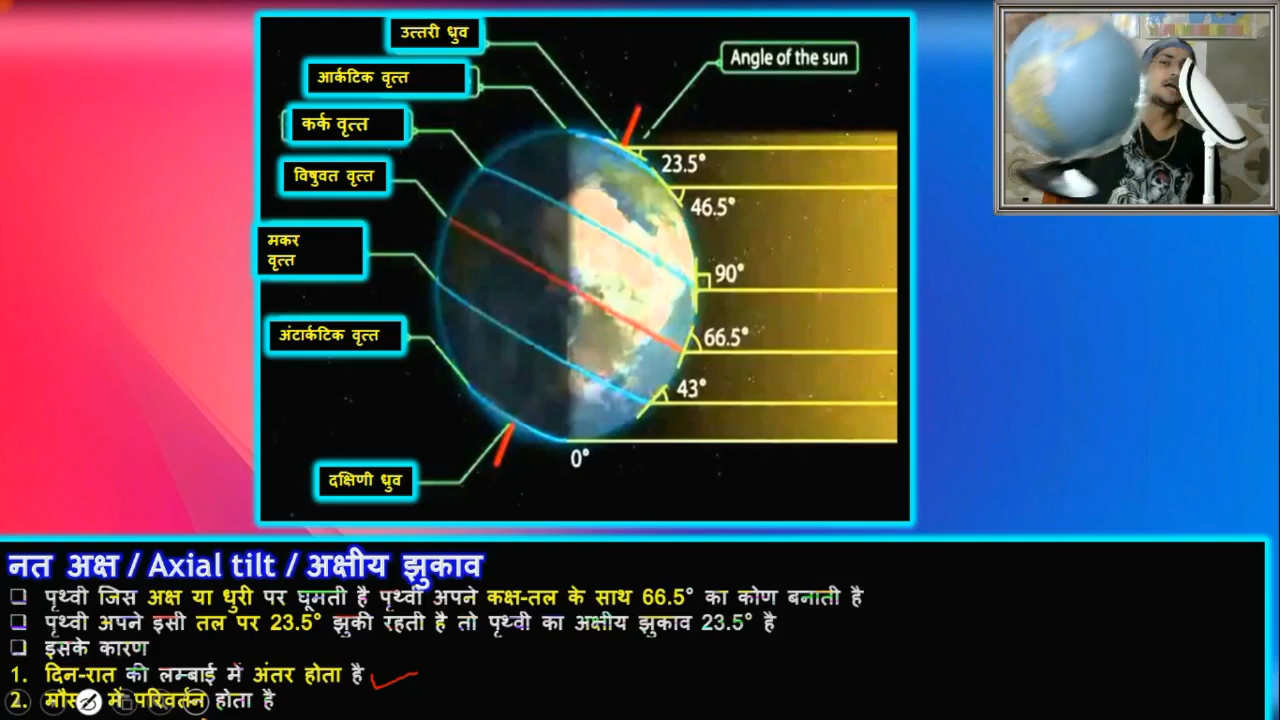 उत्तरी ध्रुव
आर्कटिक वृत्त
कर्क वृत्त
विषुवत वृत्त
मकर
वृत्त
अंटार्कटिक वृत्त
दक्षिणी ध्रुव
Angle of the sun
23.5°
46.5°
90°
66.5°
43°
0°
नत अक्ष / Axial tilt / अक्षीय झुकाव
पृथ्वी जिस अक्ष या धुरी पर घूमती है पृथ्वी अपने कक्ष-तल के साथ 66.5° का कोण बनाती है
पृथ्वी अपने इसी तल पर 23.5° झुकी रहती है तो पृथ्वी का अक्षीय झुकाव 23.5° है
इसके कारण
1. दिन-रात की लम्बाई में अंतर होता है
2. में परिवर्तन होता है